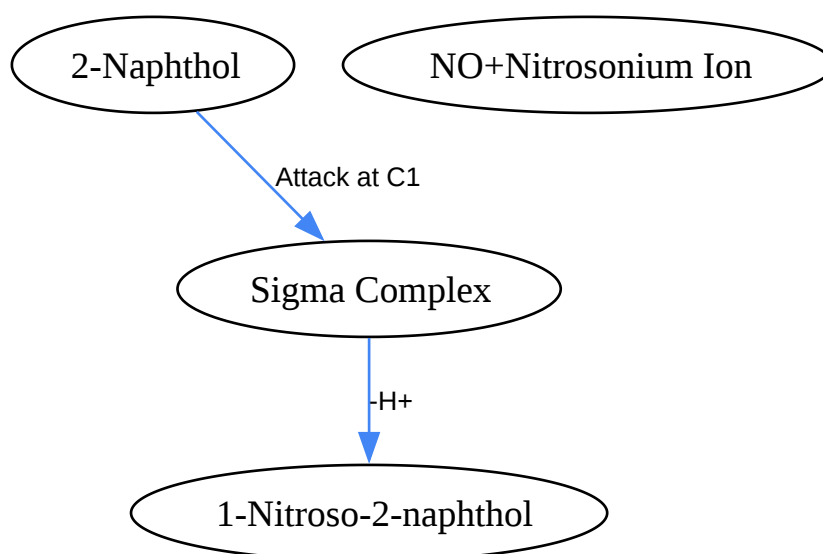 2-Naphthol
NO+Nitrosonium Ion
Attack at C1
Sigma Complex
-H+
1-Nitroso-2-naphthol